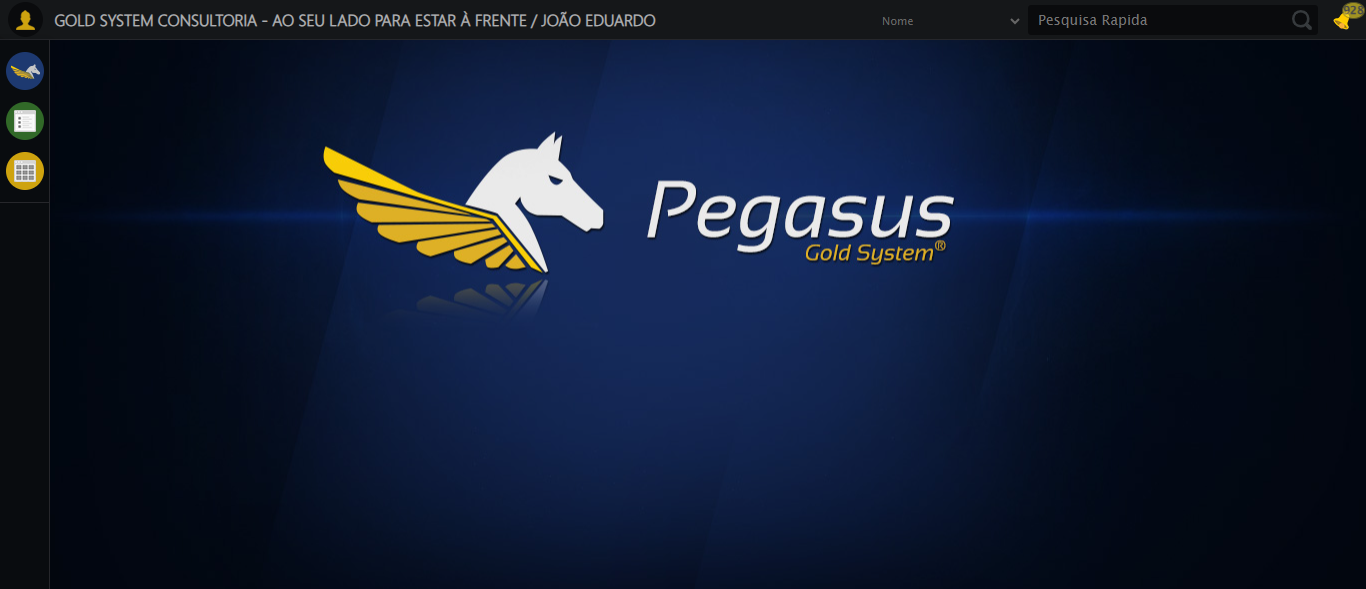 GOLD SYSTEM CONSULTORIA - AO SEU LADO PARA ESTAR À FRENTE / JOÃO EDUARDO
Nome
Pesquisa Rapida
Pegasus
Gold System®